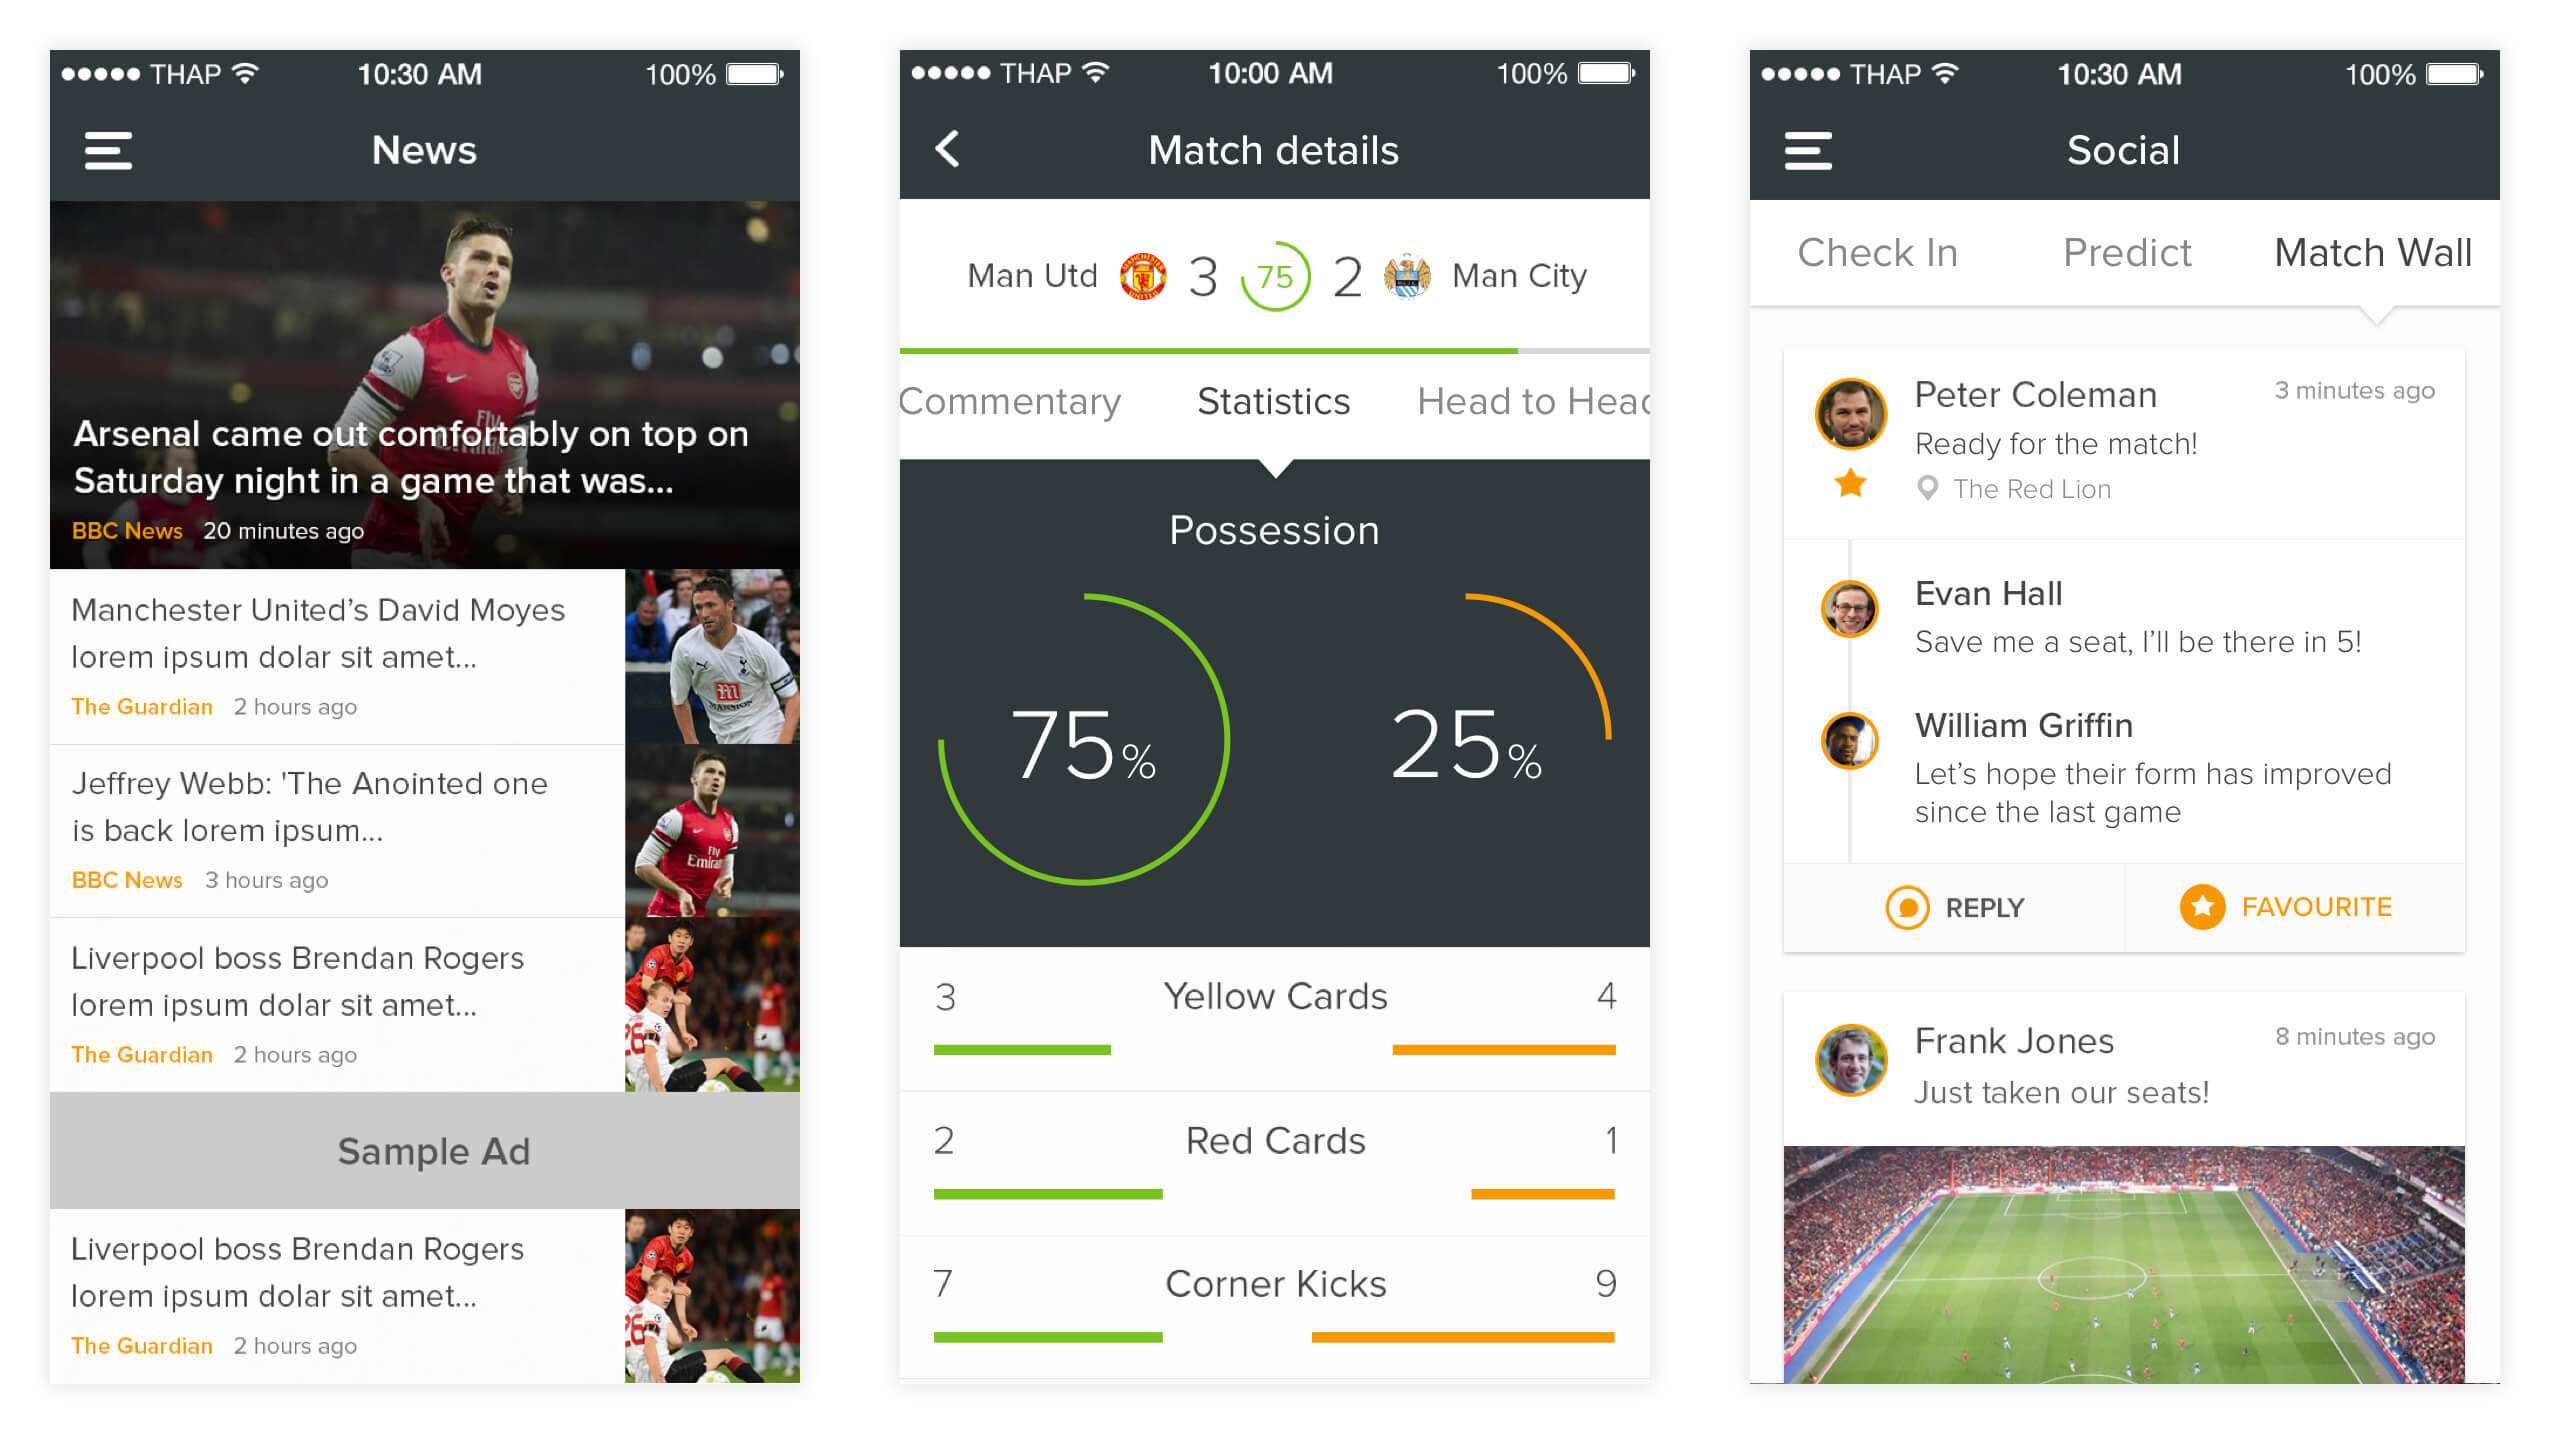 THAP 10:30 AM 100%
News
Arsenal came out comfortably on top on
Saturday night in a game that was...
BBC News 20 minutes ago
Manchester United’s David Moyes
lorem ipsum dolar sit amet...
The Guardian 2 hours ago
MANSION
Jeffrey Webb: 'The Anointed one
is back lorem ipsum...
BBC News 3 hours ago
Fly
Liverpool boss Brendan Rogers
lorem ipsum dolar sit amet...
The Guardian 2 hours ago
26
Sample Ad
Liverpool boss Brendan Rogers
lorem ipsum dolar sit amet...
The Guardian 2 hours ago
26
THAP 10:00 AM 100%
Match details
Man Utd 3 75 2 Man City
Commentary Statistics Head to Head
Possession
75% 25%
3 Yellow Cards 4
2 Red Cards 1
7 Corner Kicks 9
THAP 10:30 AM 100%
Social
Check In Predict Match Wall
Peter Coleman 3 minutes ago
Ready for the match!
The Red Lion
Evan Hall
Save me a seat, I’ll be there in 5!
William Griffin
Let’s hope their form has improved
since the last game
REPLY FAVOURITE
Frank Jones 8 minutes ago
Just taken our seats!